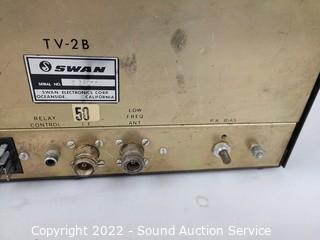 TV-2B
SWAN
SERIAL NO.
SWAN ELECTRONICS CORP.
OCEANSIDE, CALIFORNIA
RELAY
CONTROL
50
I.F.
LOW
FREQ
ANT
P.A. BIAS
Copyright 2022 - Sound Auction Service